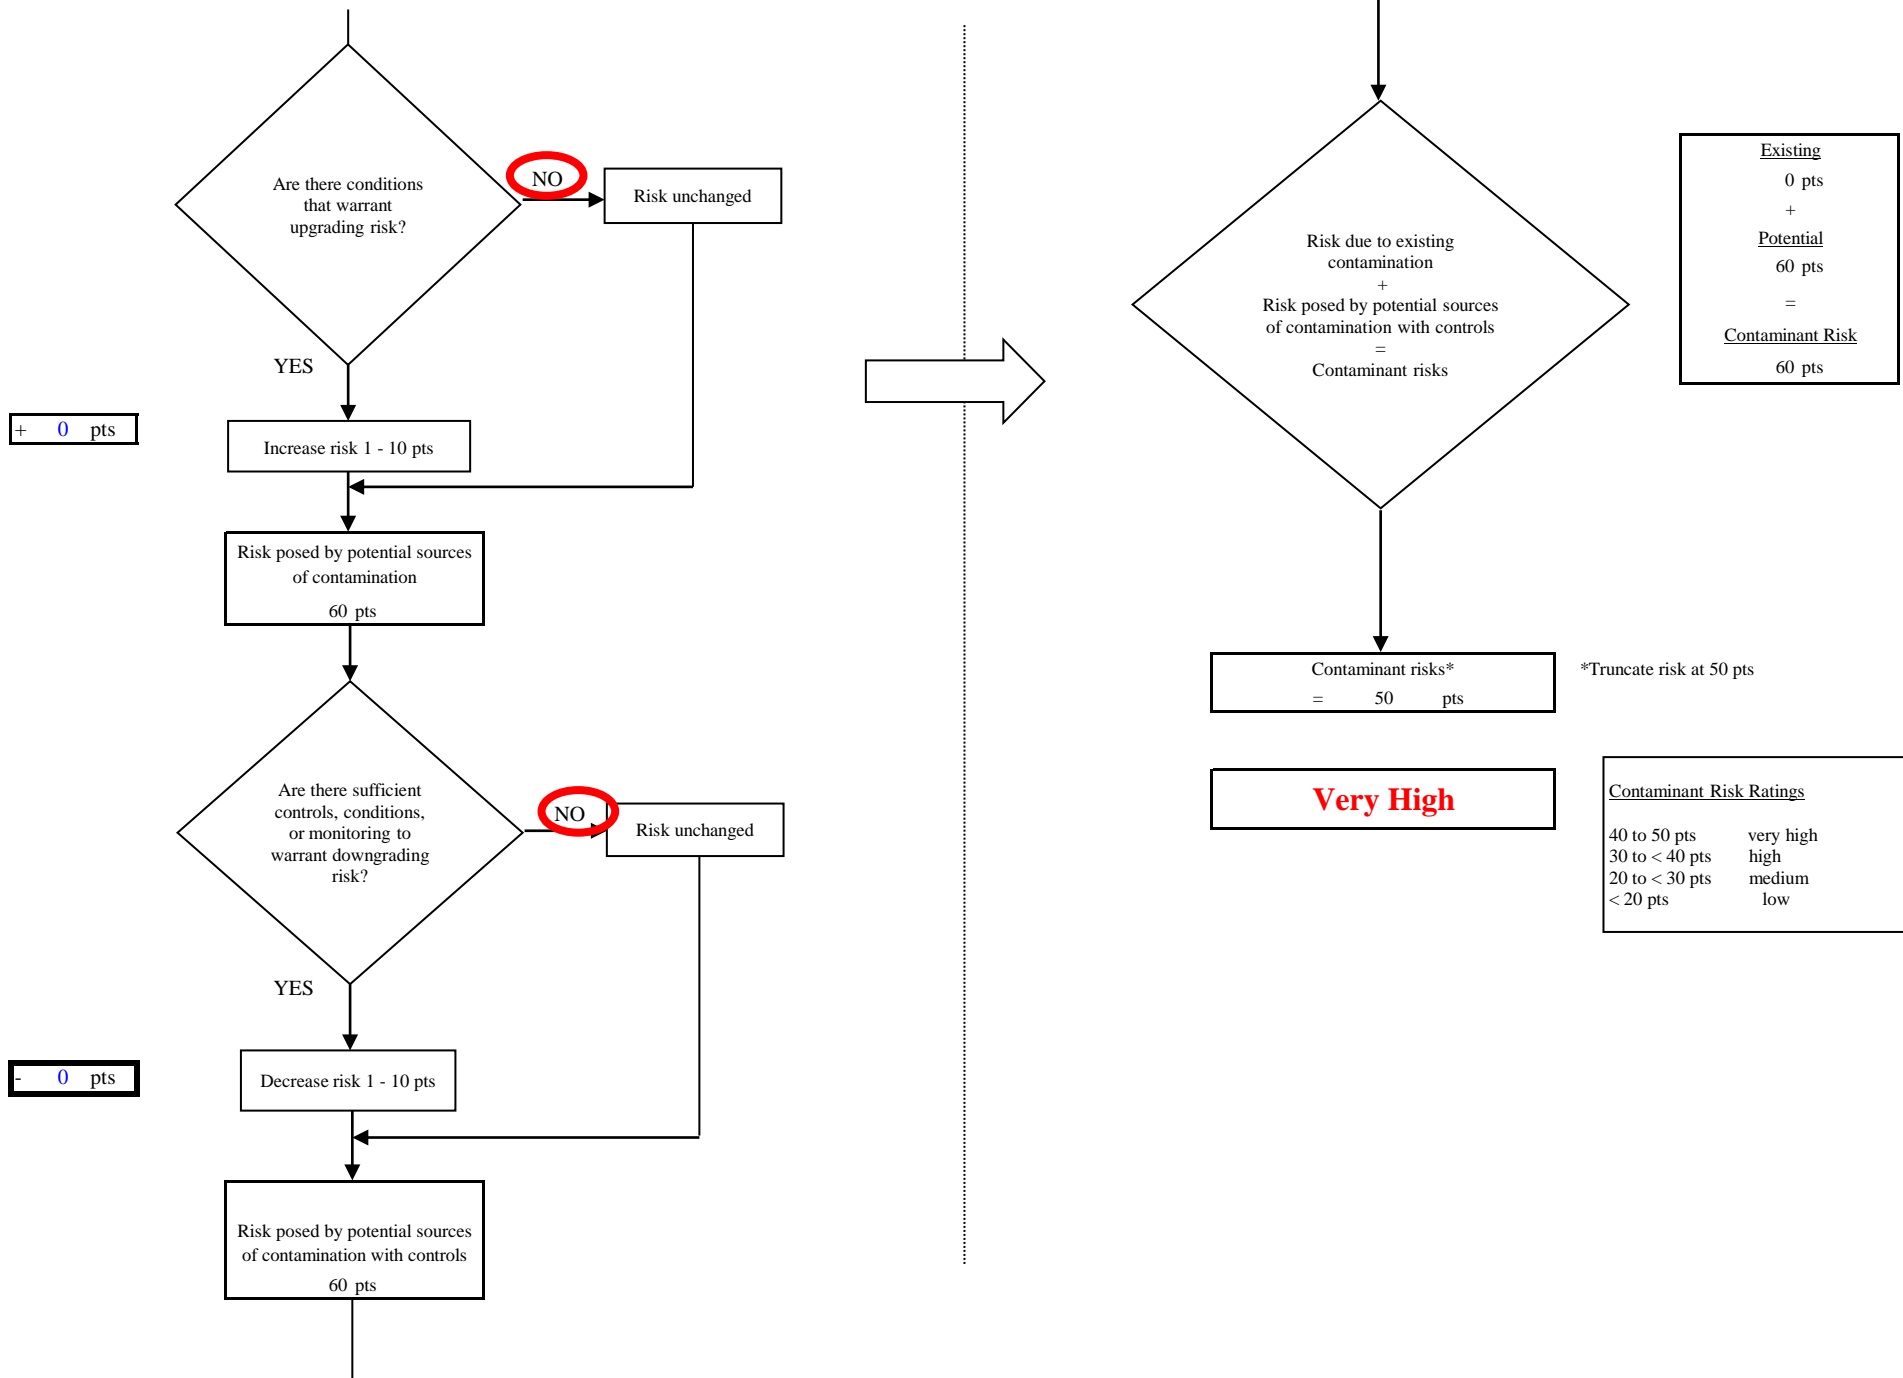 Are there conditions
that warrant
upgrading risk?
NO
Risk unchanged
YES
+ 0 pts
Increase risk 1 - 10 pts
Risk posed by potential sources
of contamination
60 pts
Are there sufficient
controls, conditions,
or monitoring to
warrant downgrading
risk?
NO
Risk unchanged
YES
- 0 pts
Decrease risk 1 - 10 pts
Risk posed by potential sources
of contamination with controls
60 pts
Risk due to existing
contamination
+
Risk posed by potential sources
of contamination with controls
=
Contaminant risks
Existing
0 pts
+
Potential
60 pts
=
Contaminant Risk
60 pts
Contaminant risks*
= 50 pts
*Truncate risk at 50 pts
Very High
Contaminant Risk Ratings
40 to 50 pts very high
30 to < 40 pts high
20 to < 30 pts medium
< 20 pts low